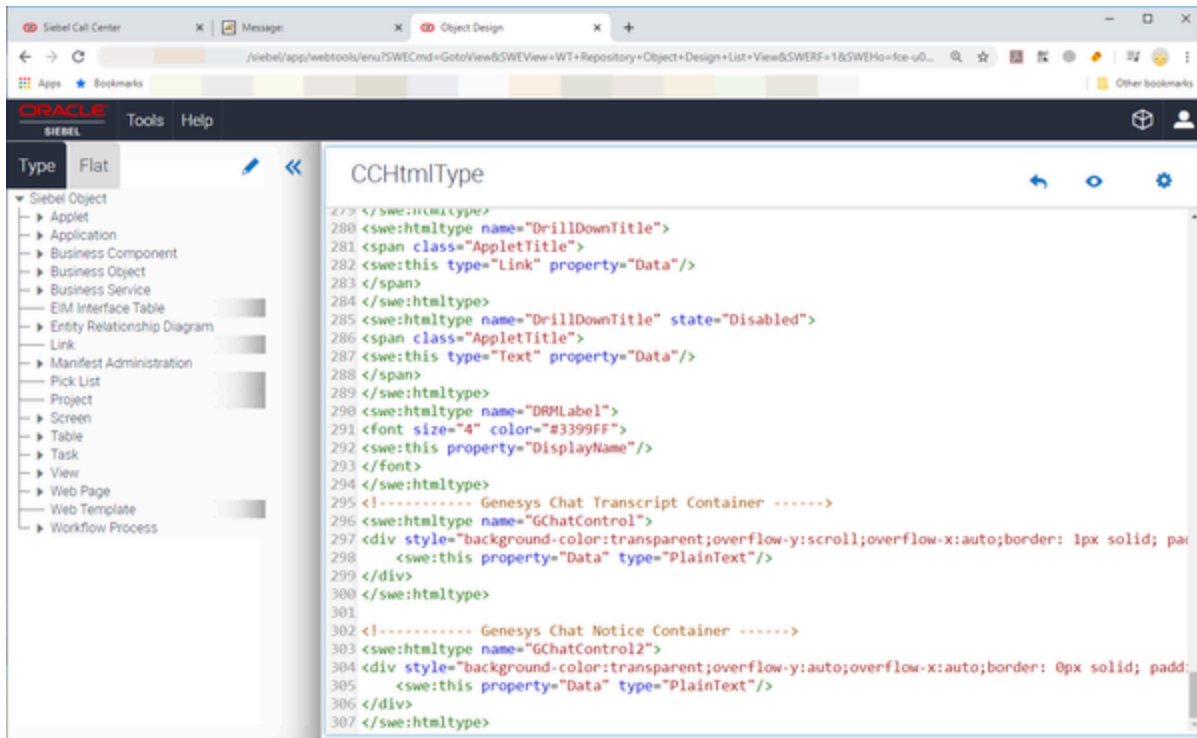 Siebel Call Center
Message:
Object Design
/siebel/app/webtools/enu?SWECmd=GotoView&SWEView=WT+Repository+Object+Design+List+View&SWERF=1&SWEHo=fce-u0...
Apps
Bookmarks
Other bookmarks
ORACLE
SIEBEL
Tools
Help
Type
Flat
Siebel Object
Applet
Application
Business Component
Business Object
Business Service
EIM Interface Table
Entity Relationship Diagram
Link
Manifest Administration
Pick List
Project
Screen
Table
Task
View
Web Page
Web Template
Workflow Process
CCHtmlType
279 </swe:htmltype>
280 <swe:htmltype name="DrillDownTitle">
281 <span class="AppletTitle">
282 <swe:this type="Link" property="Data"/>
283 </span>
284 </swe:htmltype>
285 <swe:htmltype name="DrillDownTitle" state="Disabled">
286 <span class="AppletTitle">
287 <swe:this type="Text" property="Data"/>
288 </span>
289 </swe:htmltype>
290 <swe:htmltype name="DRMLabel">
291 <font size="4" color="#3399FF">
292 <swe:this property="DisplayName"/>
293 </font>
294 </swe:htmltype>
295 <!----------- Genesys Chat Transcript Container ------>
296 <swe:htmltype name="GChatControl">
297 <div style="background-color:transparent;overflow-y:scroll;overflow-x:auto;border: 1px solid; pa
298 <swe:this property="Data" type="PlainText"/>
299 </div>
300 </swe:htmltype>
301
302 <!----------- Genesys Chat Notice Container ------>
303 <swe:htmltype name="GChatControl2">
304 <div style="background-color:transparent;overflow-y:auto;overflow-x:auto;border: 0px solid; padd
305 <swe:this property="Data" type="PlainText"/>
306 </div>
307 </swe:htmltype>